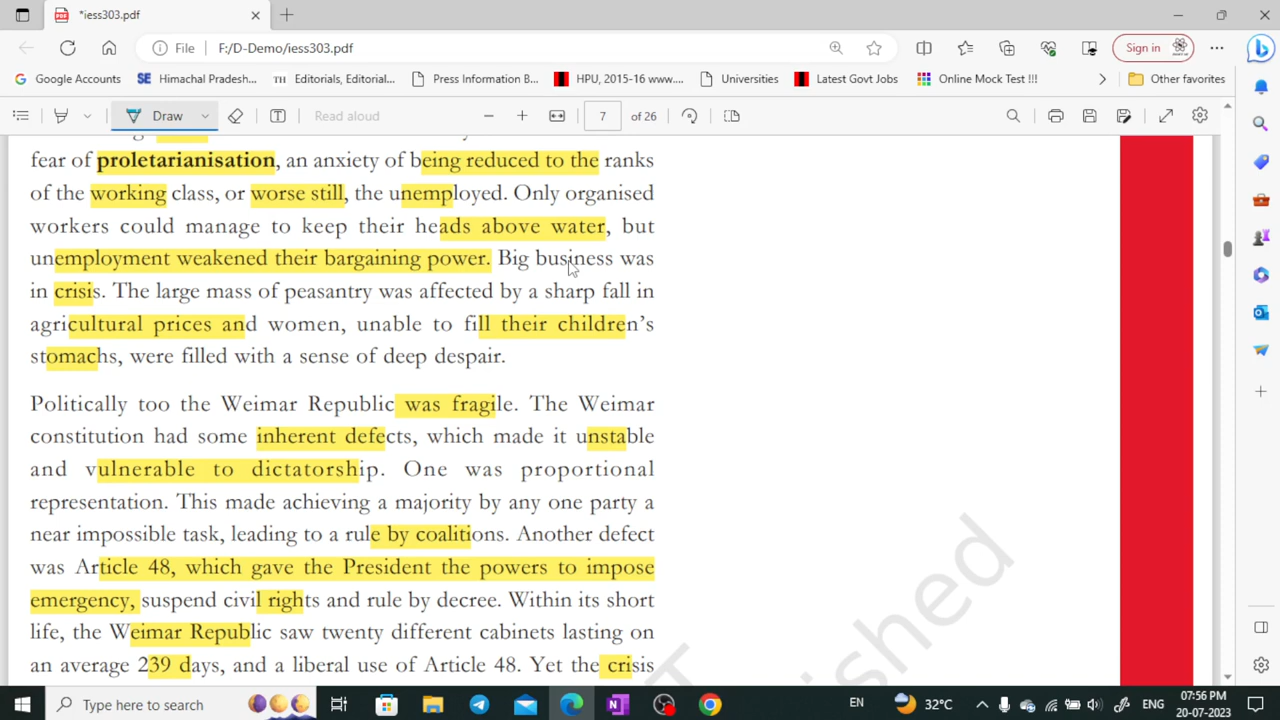 *iess303.pdf
File F:/D-Demo/iess303.pdf Sign in
Google Accounts SE Himachal Pradesh... TH Editorials, Editorial... Press Information B... HPU, 2015-16 www.... Universities Latest Govt Jobs Online Mock Test !!! Other favorites
Draw Read aloud 7 of 26
fear of proletarianisation, an anxiety of being reduced to the ranks
of the working class, or worse still, the unemployed. Only organised
workers could manage to keep their heads above water, but
unemployment weakened their bargaining power. Big business was
in crisis. The large mass of peasantry was affected by a sharp fall in
agricultural prices and women, unable to fill their children's
stomachs, were filled with a sense of deep despair.
Politically too the Weimar Republic was fragile. The Weimar
constitution had some inherent defects, which made it unstable
and vulnerable to dictatorship. One was proportional
representation. This made achieving a majority by any one party a
near impossible task, leading to a rule by coalitions. Another defect
was Article 48, which gave the President the powers to impose
emergency, suspend civil rights and rule by decree. Within its short
life, the Weimar Republic saw twenty different cabinets lasting on
an average 239 days, and a liberal use of Article 48. Yet the crisis
ished
Type here to search EN 32°C ENG 07:56 PM
20-07-2023